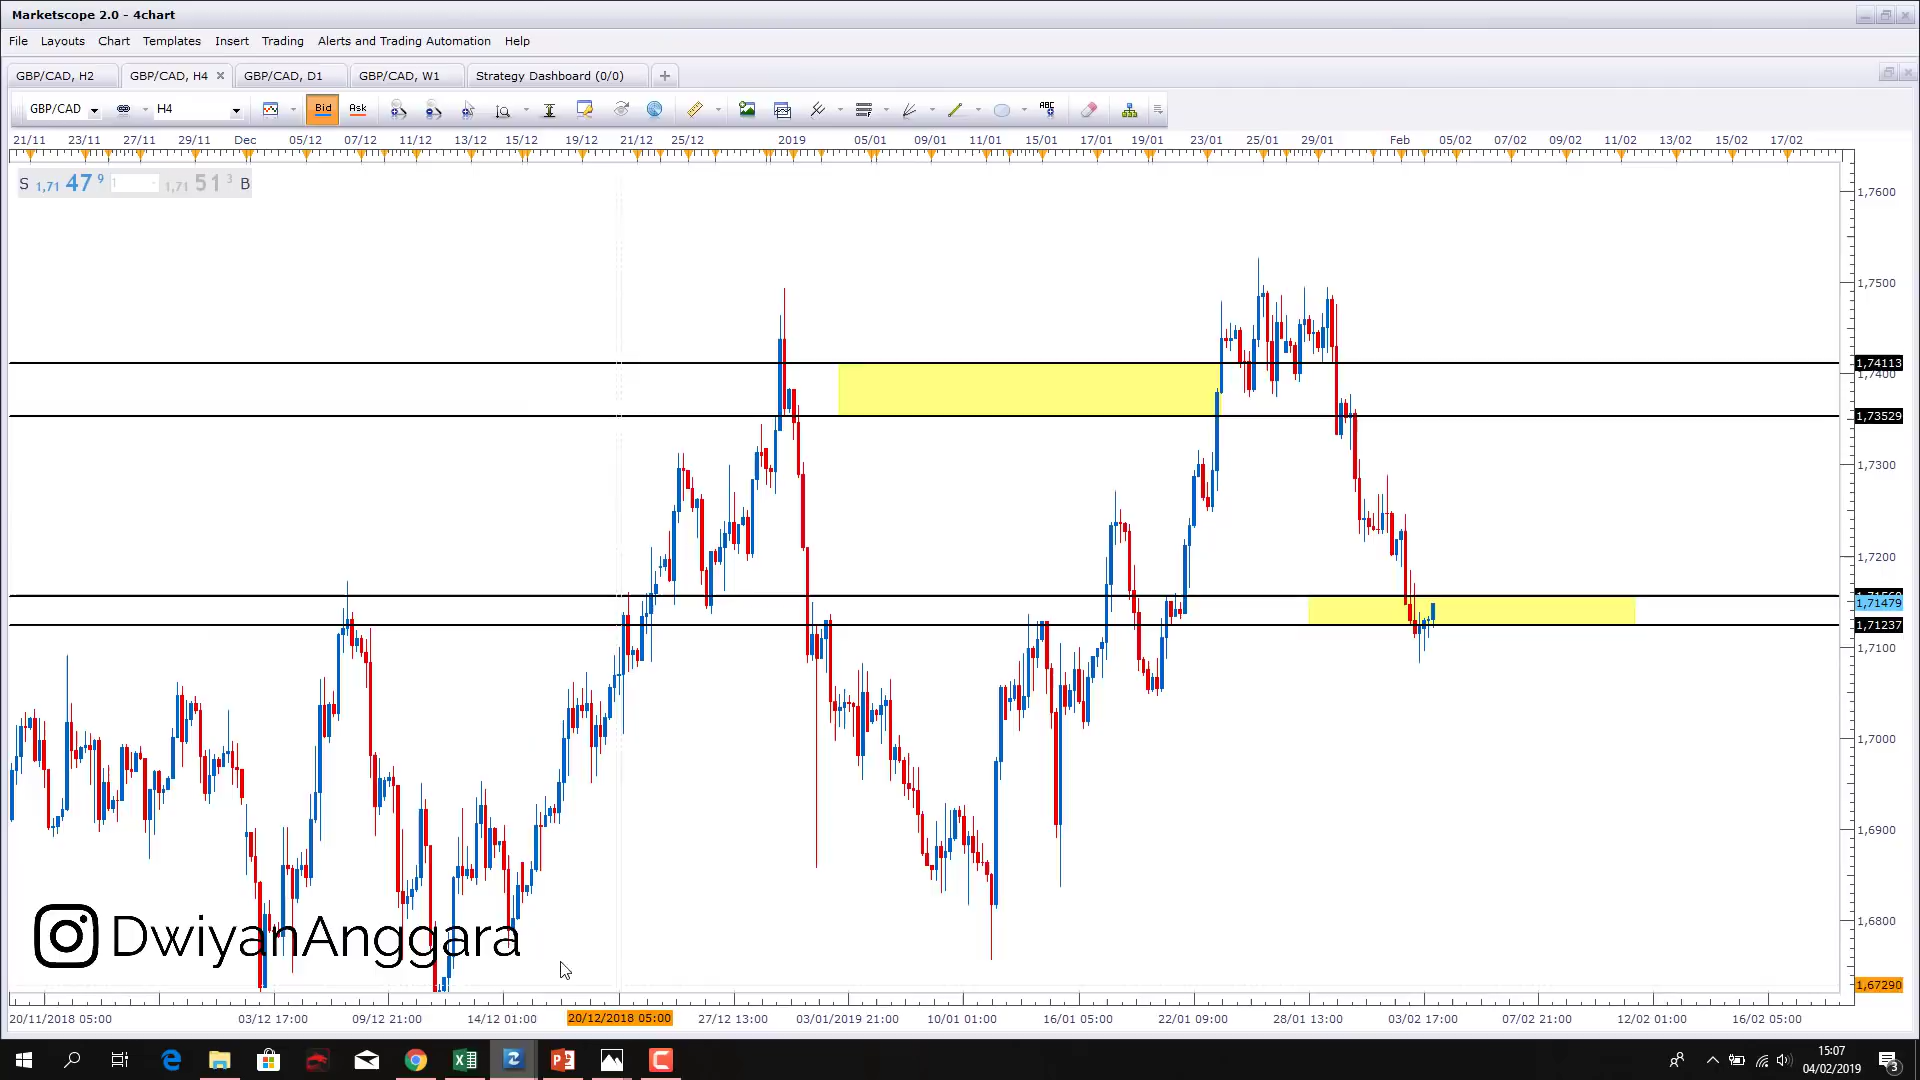 Marketscope 2.0 - 4chart
File Layouts Chart Templates Insert Trading Alerts and Trading Automation Help
GBP/CAD, H2 GBP/CAD, H4 GBP/CAD, D1 GBP/CAD, W1 Strategy Dashboard (0/0)
GBP/CAD H4 Bid Ask ABC
21/11 23/11 27/11 29/11 Dec 05/12 07/12 11/12 13/12 15/12 19/12 21/12 25/12 2019 05/01 09/01 11/01 15/01 17/01 19/01 23/01 25/01 29/01 Feb 05/02 07/02 09/02 11/02 13/02 15/02 17/02
S 1,71 47 9 1 1,71 51 3 B
1,7600
1,7500
1,74113
1,7400
1,73529
1,7300
1,7200
1,71479
1,71237
1,7100
1,7000
1,6900
1,6800
DwiyanAnggara
1,67290
20/11/2018 05:00 03/12 17:00 09/12 21:00 14/12 01:00 20/12/2018 05:00 27/12 13:00 03/01/2019 21:00 10/01 01:00 16/01 05:00 22/01 09:00 28/01 13:00 03/02 17:00 07/02 21:00 12/02 01:00 16/02 05:00
15:07
04/02/2019
3